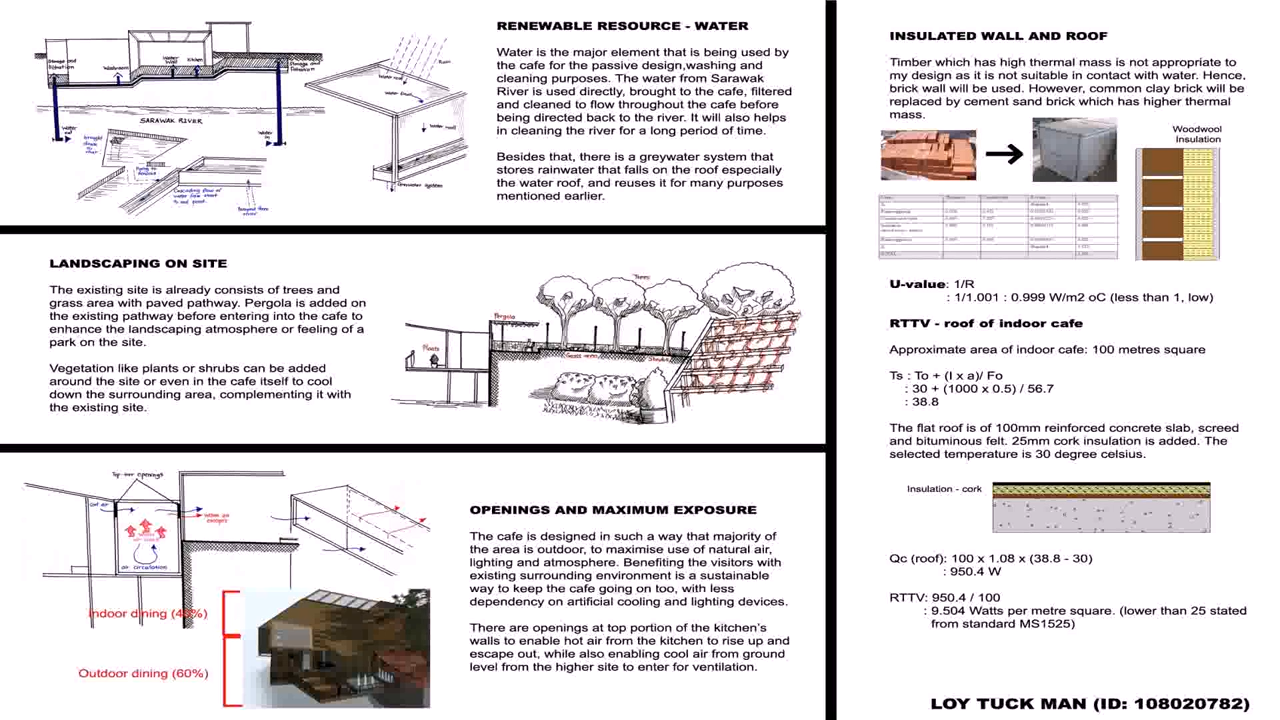 RENEWABLE RESOURCE - WATER
Water is the major element that is being used by
the cafe for the passive design,washing and
cleaning purposes. The water from Sarawak
River is used directly, brought to the cafe, filtered
and cleaned to flow throughout the cafe before
being directed back to the river. It will also helps
in cleaning the river for a long period of time.
Besides that, there is a greywater system that
stores rainwater that falls on the roof especially
the water roof, and reuses it for many purposes
mentioned earlier.
Washroom
Water
Wall
Kitchen
SARAWAK RIVER
Rain
Water wall
Greywater system
LANDSCAPING ON SITE
The existing site is already consists of trees and
grass area with paved pathway. Pergola is added on
the existing pathway before entering into the cafe to
enhance the landscaping atmosphere or feeling of a
park on the site.
Vegetation like plants or shrubs can be added
around the site or even in the cafe itself to cool
down the surrounding area, complementing it with
the existing site.
Trees
Pergola
Plants
Shrubs
Top tier openings
air circulation
Indoor dining (4%)
Outdoor dining (60%)
OPENINGS AND MAXIMUM EXPOSURE
The cafe is designed in such a way that majority of
the area is outdoor, to maximise use of natural air,
lighting and atmosphere. Benefiting the visitors with
existing surrounding environment is a sustainable
way to keep the cafe going on too, with less
dependency on artificial cooling and lighting devices.
There are openings at top portion of the kitchen's
walls to enable hot air from the kitchen to rise up and
escape out, while also enabling cool air from ground
level from the higher site to enter for ventilation.
INSULATED WALL AND ROOF
Timber which has high thermal mass is not appropriate to
my design as it is not suitable in contact with water. Hence,
brick wall will be used. However, common clay brick will be
replaced by cement sand brick which has higher thermal
mass.
Woodwool
Insulation
U-value: 1/R
: 1/1.001 : 0.999 W/m2 oC (less than 1, low)
RTTV - roof of indoor cafe
Approximate area of indoor cafe: 100 metres square
Ts : To + (I x a)/ Fo
: 30 + (1000 x 0.5) / 56.7
: 38.8
The flat roof is of 100mm reinforced concrete slab, screed
and bituminous felt. 25mm cork insulation is added. The
selected temperature is 30 degree celsius.
Insulation - cork
Qc (roof): 100 x 1.08 x (38.8 - 30)
: 950.4 W
RTTV: 950.4 / 100
: 9.504 Watts per metre square. (lower than 25 stated
from standard MS1525)
LOY TUCK MAN (ID: 108020782)